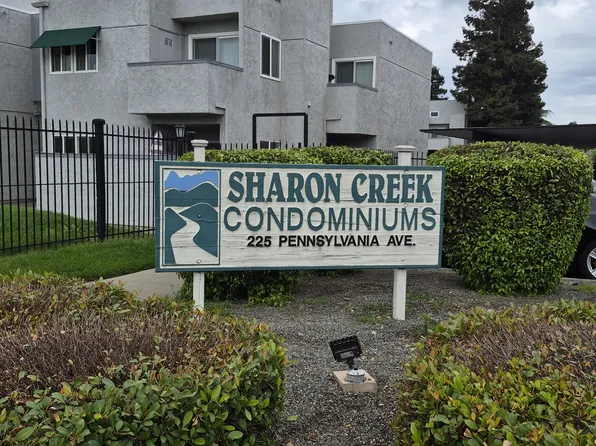 SHARON CREEK
CONDOMINIUMS
225 PENNSYLVANIA AVE.